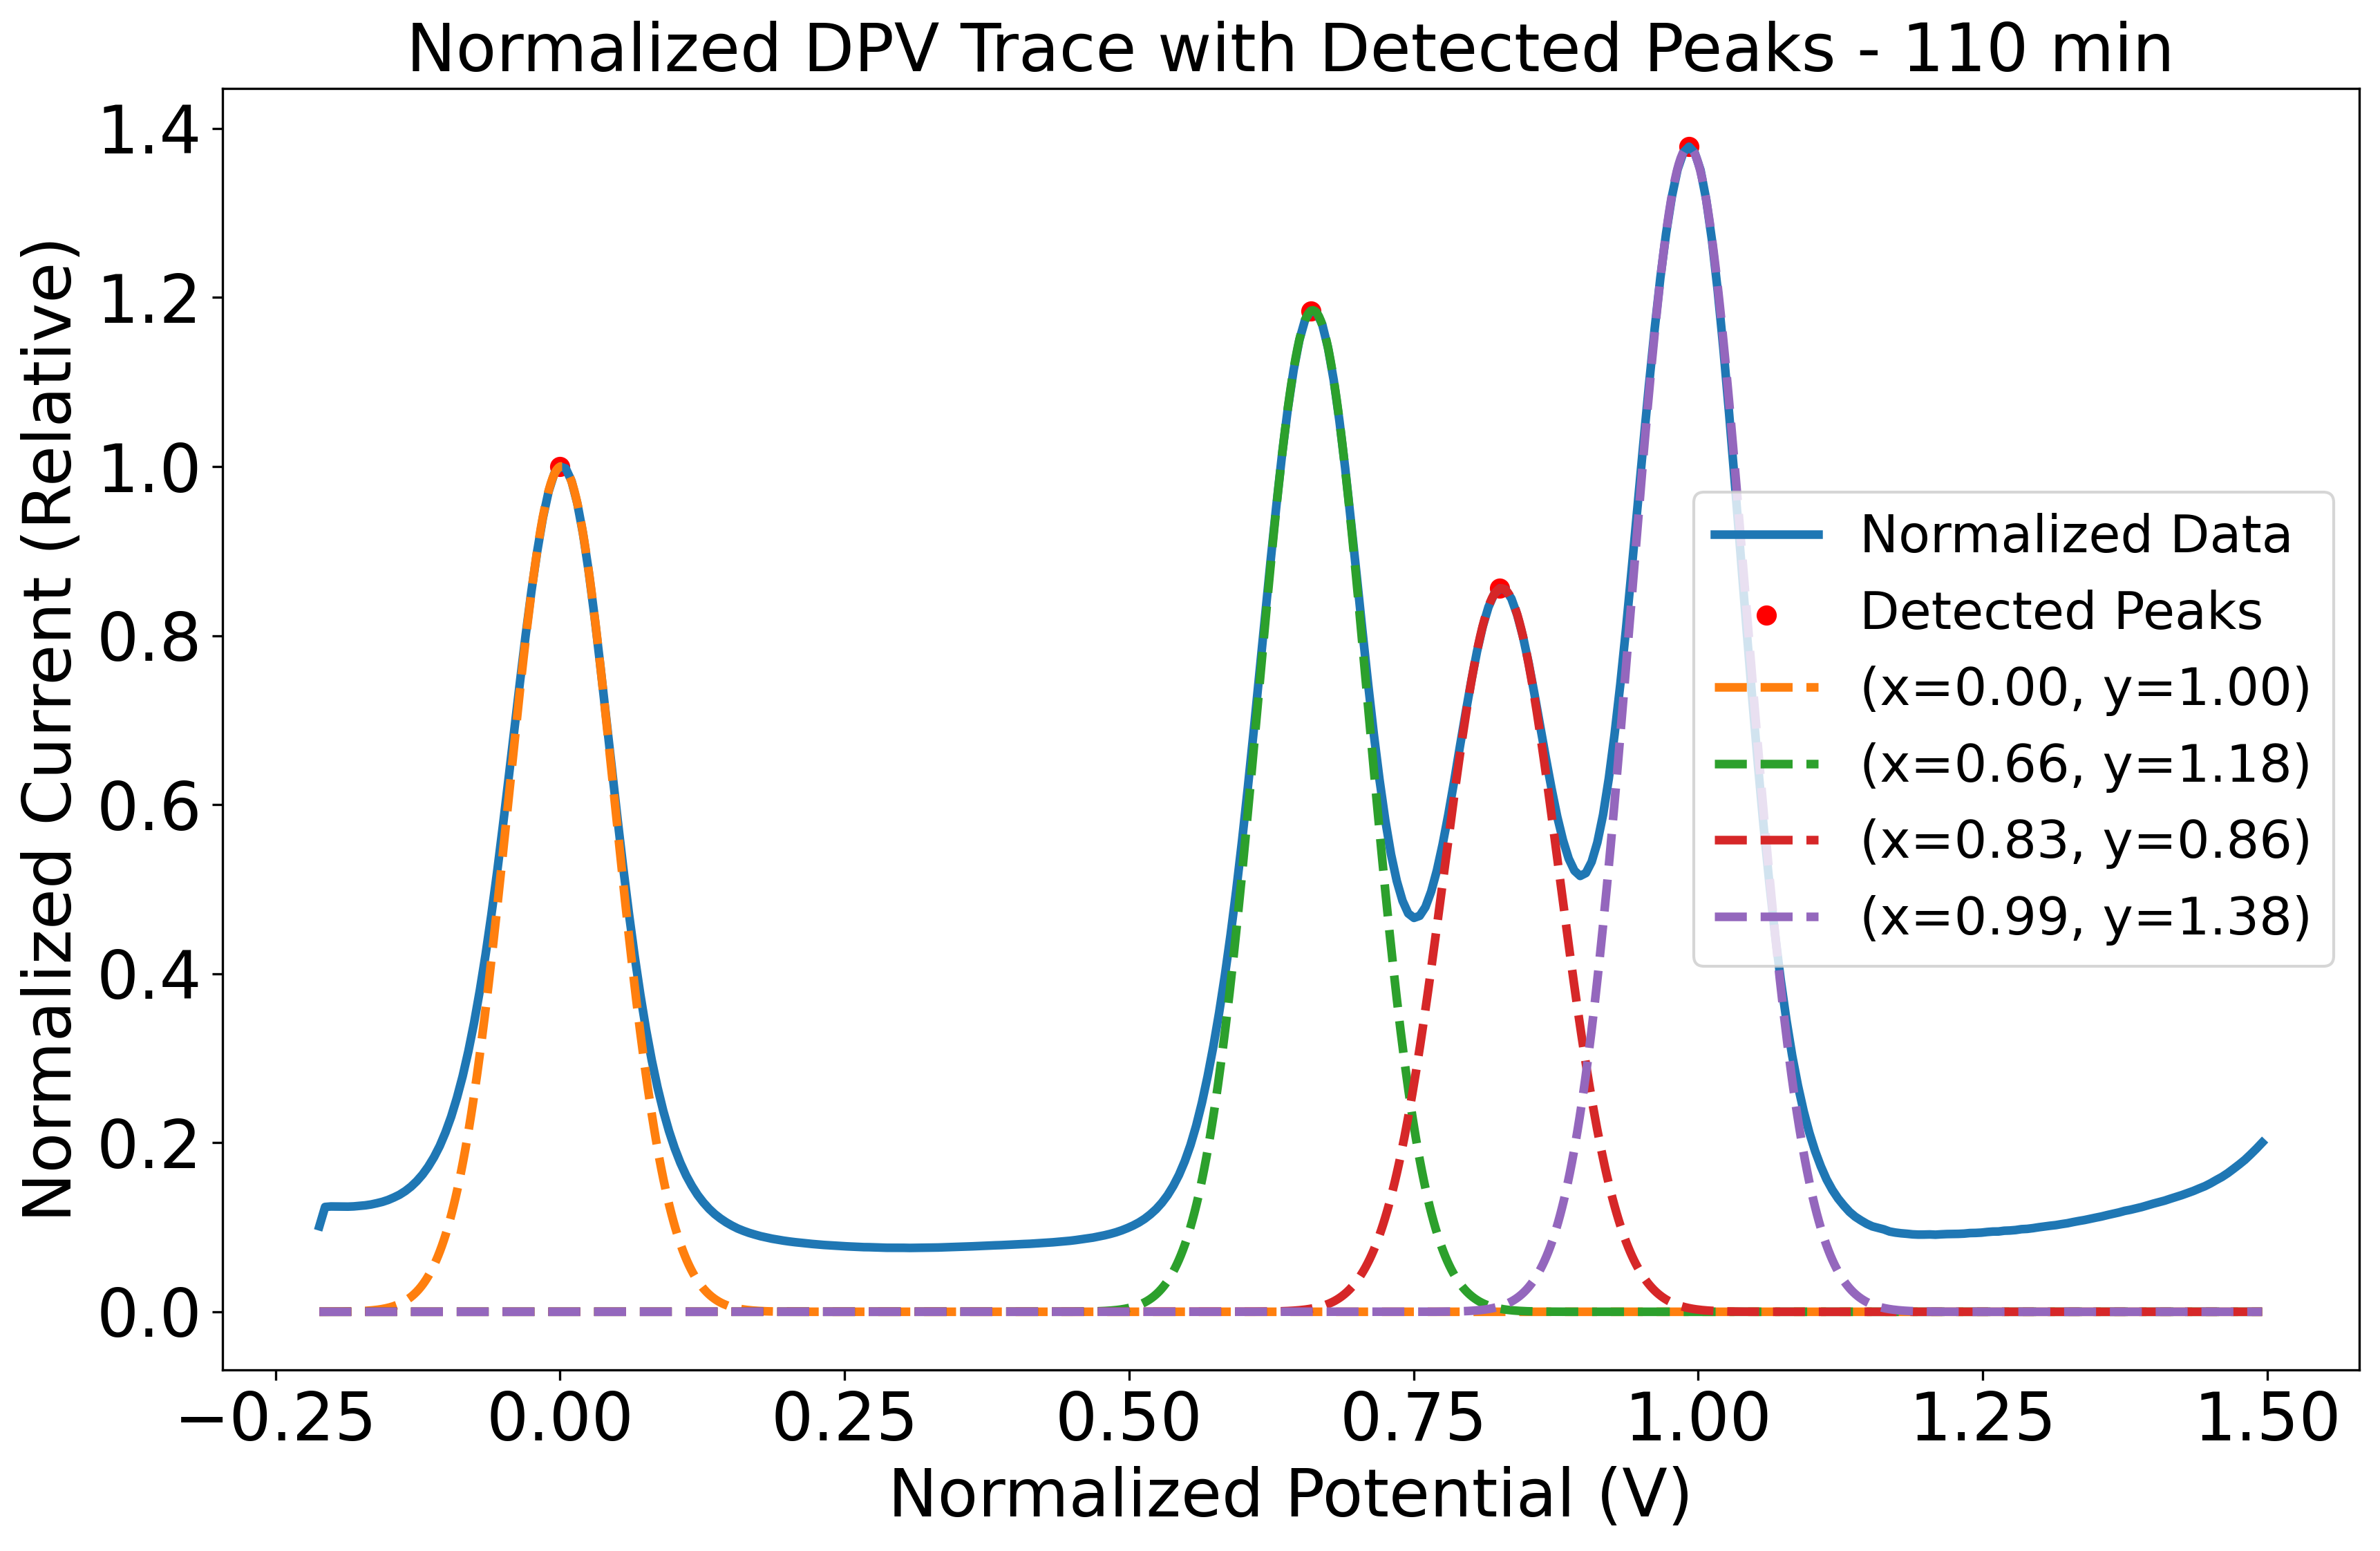 Normalized DPV Trace with Detected Peaks - 110 min
Normalized Current (Relative)
1.4
1.2
1.0
0.8
0.6
0.4
0.2
0.0
Normalized Data
Detected Peaks
(x=0.00, y=1.00)
(x=0.66, y=1.18)
(x=0.83, y=0.86)
(x=0.99, y=1.38)
−0.25 0.00 0.25 0.50 0.75 1.00 1.25 1.50
Normalized Potential (V)